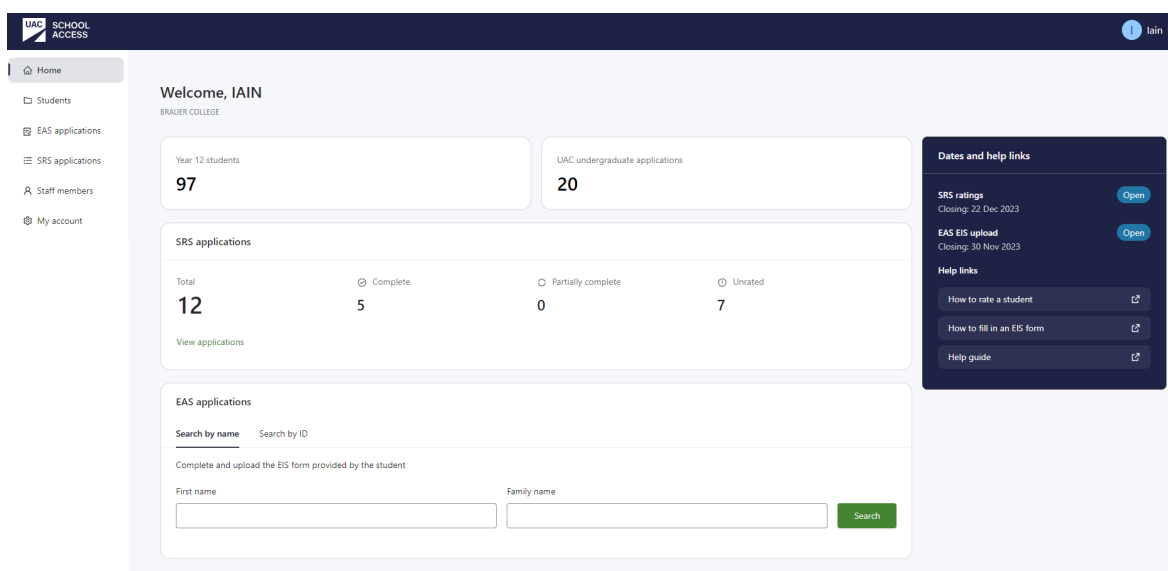 UAC SCHOOL
ACCESS
I Iain
Home
Students
EAS applications
SRS applications
Staff members
My account
Welcome, IAIN
BRAUER COLLEGE
Year 12 students
97
UAC undergraduate applications
20
SRS applications
Total
12
Complete
5
Partially complete
0
Unrated
7
View applications
EAS applications
Search by name Search by ID
Complete and upload the EIS form provided by the student
First name
Family name
Search
Dates and help links
SRS ratings Open
Closing: 22 Dec 2023
EAS EIS upload Open
Closing: 30 Nov 2023
Help links
How to rate a student
How to fill in an EIS form
Help guide